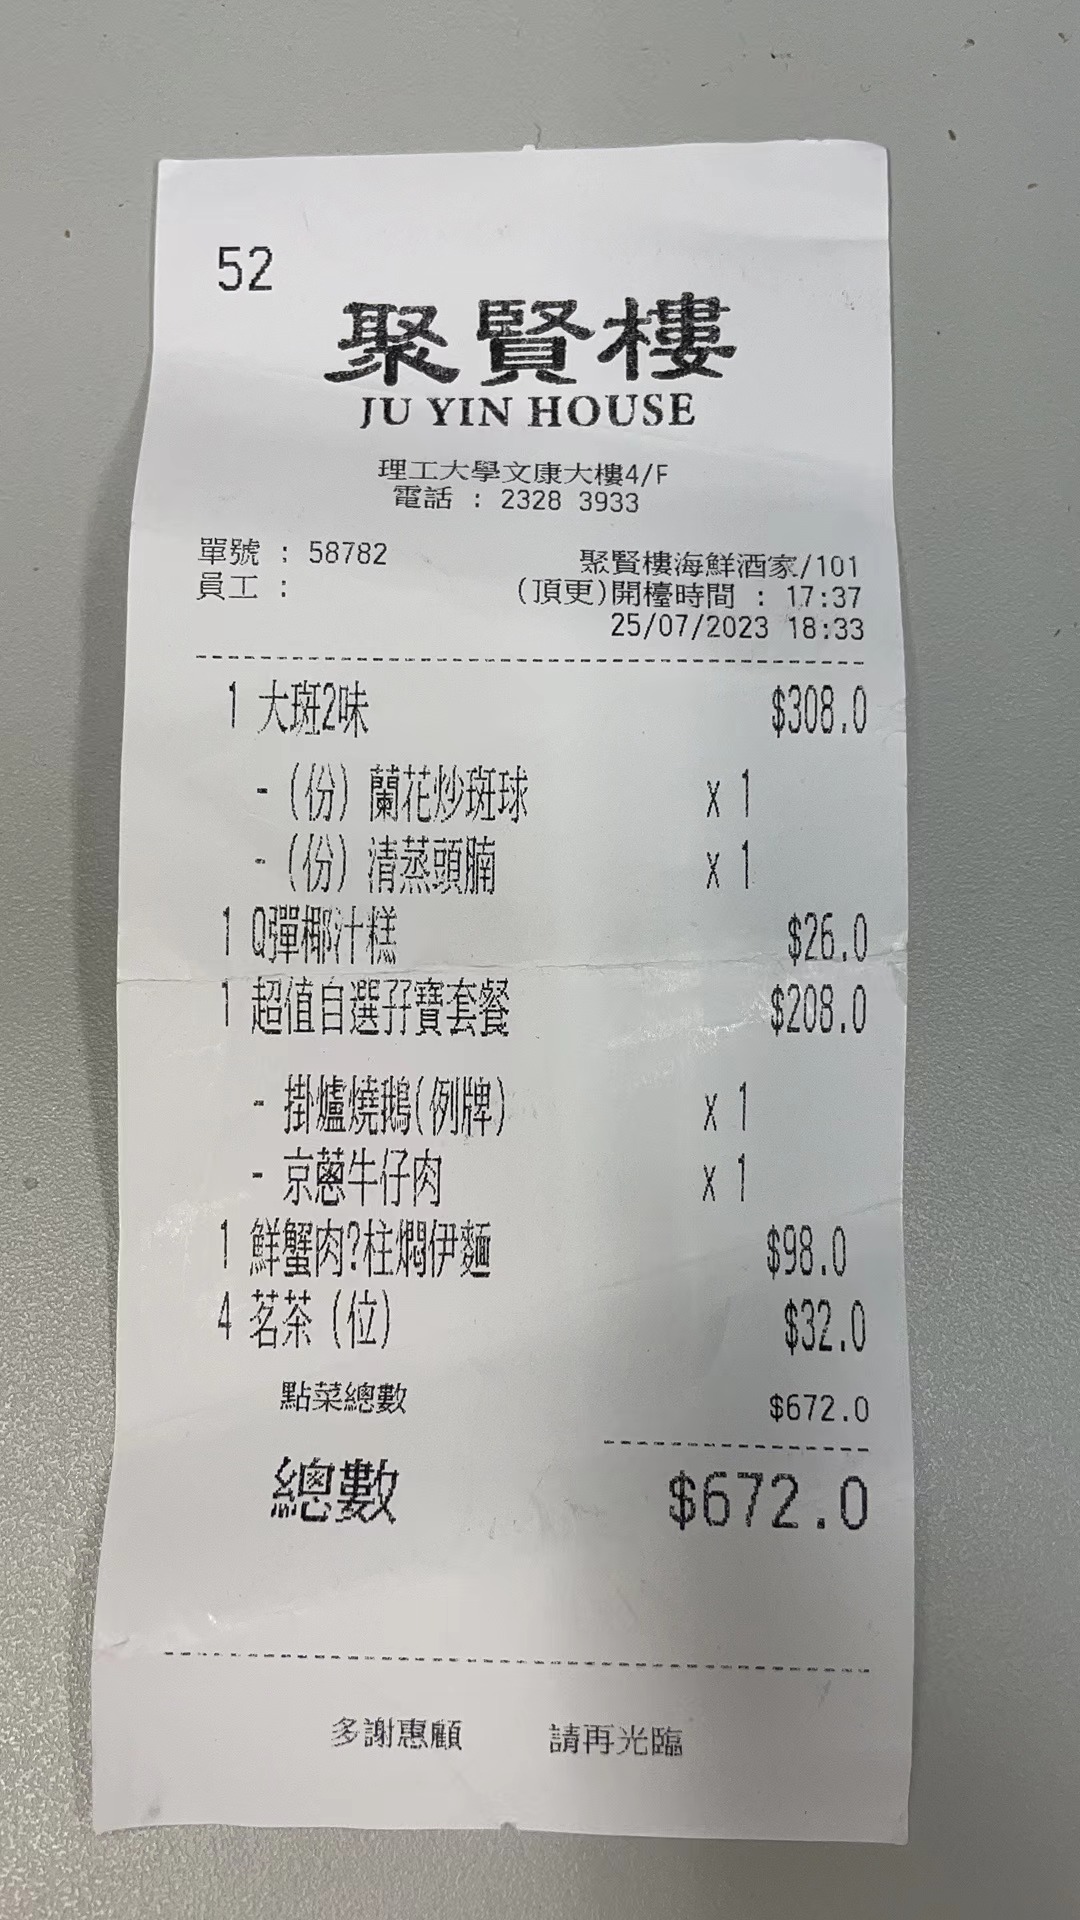 52
聚賢樓
JU YIN HOUSE
理工大學文康大樓4/F
電話 : 2328 3933
單號 : 58782 聚賢樓海鮮酒家/101
員工 : (頂更)開檯時間 : 17:37
25/07/2023 18:33
1 大斑2味 $308.0
- (份) 蘭花炒斑球 x 1
- (份) 清蒸頭腩 x 1
1 Q彈椰汁糕 $26.0
1 超值自選孖寶套餐 $208.0
- 掛爐燒鵝(例牌) x 1
- 京蔥牛仔肉 x 1
1 鮮蟹肉?柱燜伊麵 $98.0
4 茗茶 (位) $32.0
點菜總數 $672.0
總數 $672.0
多謝惠顧 請再光臨